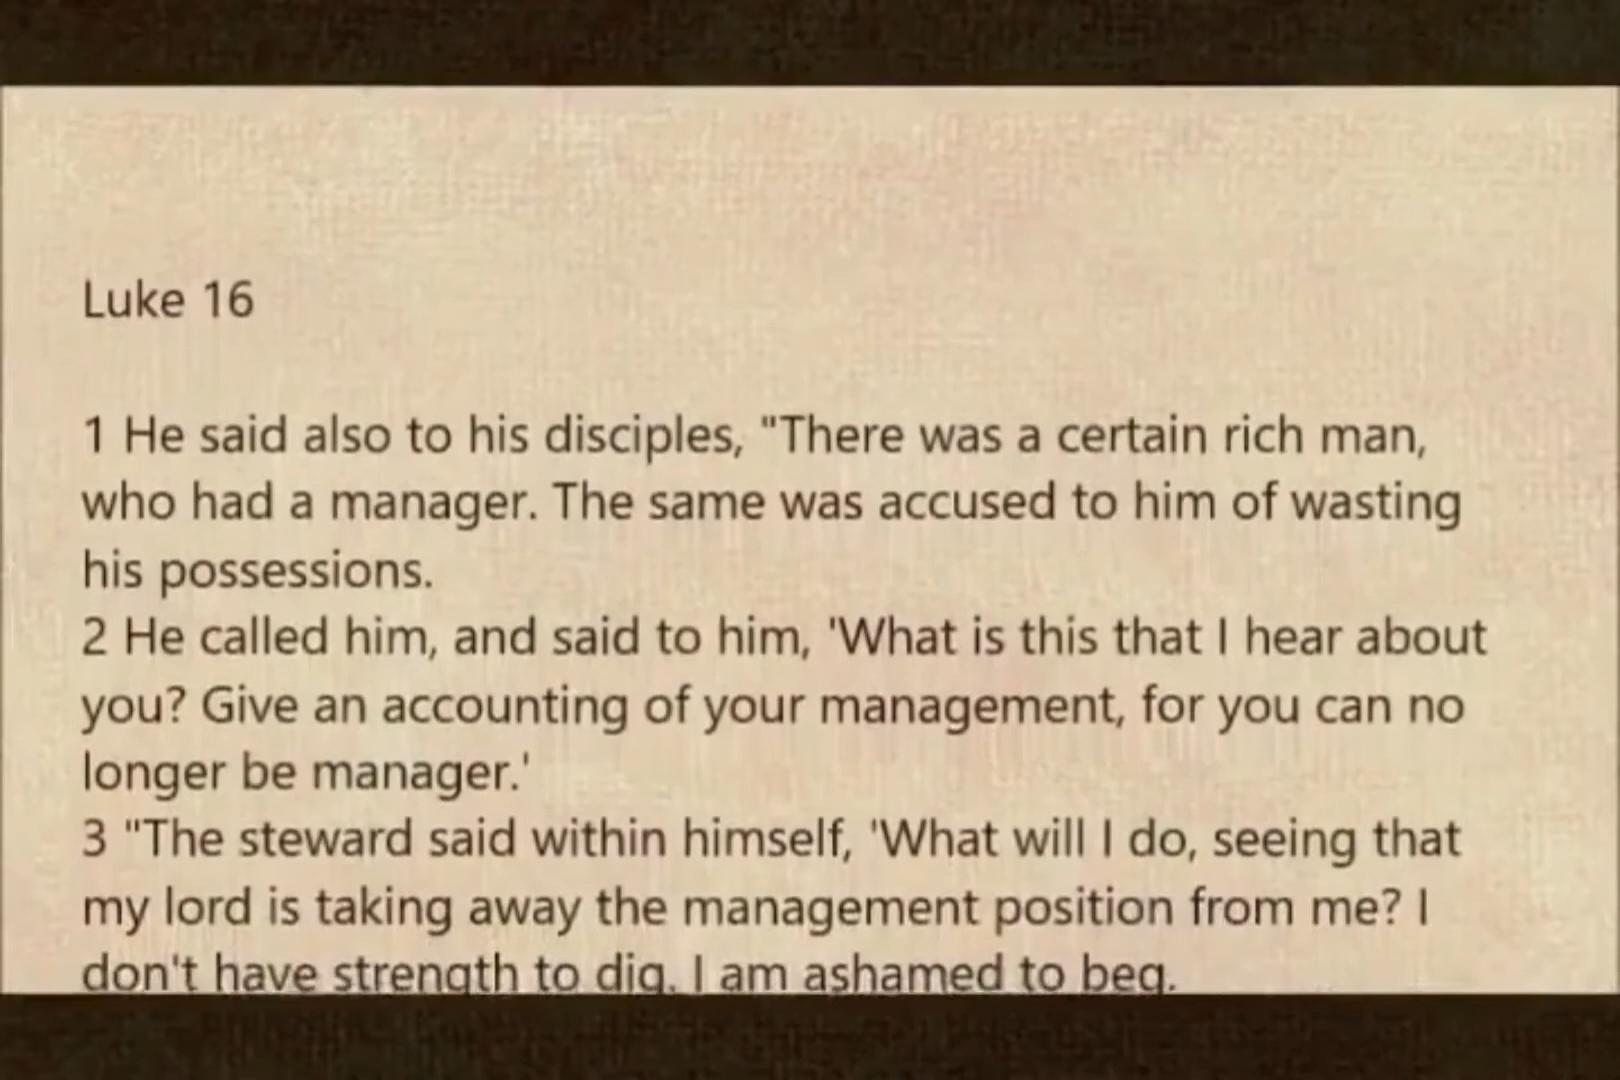 Luke 16
1 He said also to his disciples, "There was a certain rich man,
who had a manager. The same was accused to him of wasting
his possessions.
2 He called him, and said to him, 'What is this that I hear about
you? Give an accounting of your management, for you can no
longer be manager.'
3 "The steward said within himself, 'What will I do, seeing that
my lord is taking away the management position from me? I
don't have strength to dig. I am ashamed to beg.